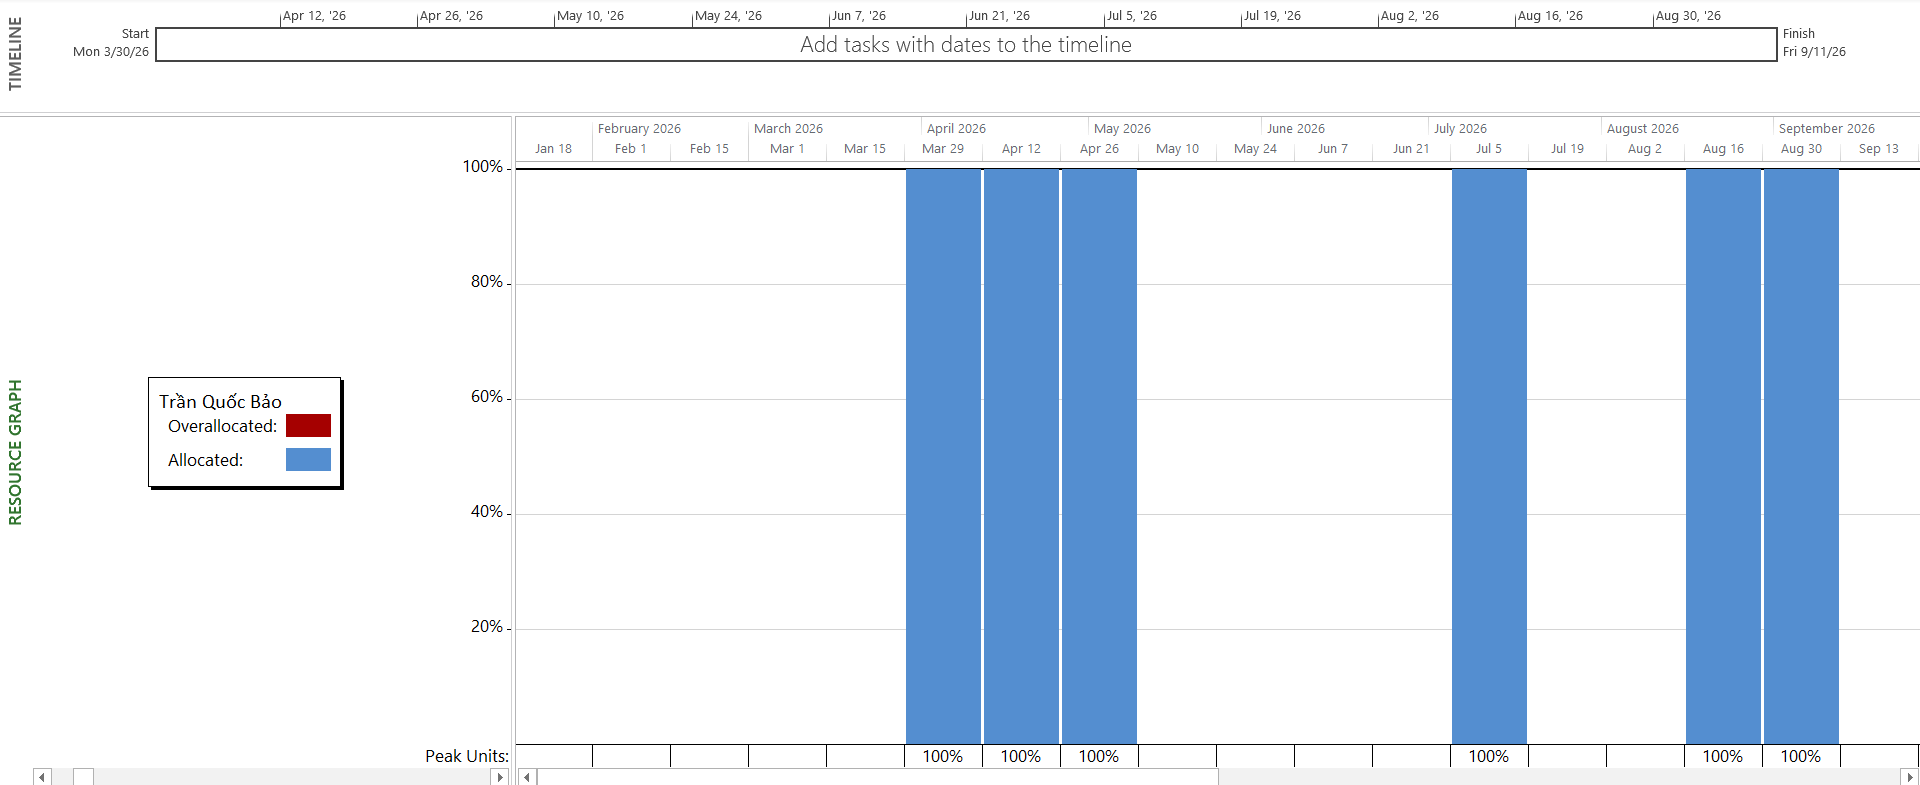 TIMELINE
Apr 12, '26 Apr 26, '26 May 10, '26 May 24, '26 Jun 7, '26 Jun 21, '26 Jul 5, '26 Jul 19, '26 Aug 2, '26 Aug 16, '26 Aug 30, '26
Start
Mon 3/30/26
Add tasks with dates to the timeline
Finish
Fri 9/11/26
RESOURCE GRAPH
February 2026 March 2026 April 2026 May 2026 June 2026 July 2026 August 2026 September 2026
Jan 18 Feb 1 Feb 15 Mar 1 Mar 15 Mar 29 Apr 12 Apr 26 May 10 May 24 Jun 7 Jun 21 Jul 5 Jul 19 Aug 2 Aug 16 Aug 30 Sep 13
100%
80%
60%
40%
20%
Trần Quốc Bảo
Overallocated:
Allocated:
Peak Units: 100% 100% 100% 100% 100% 100%